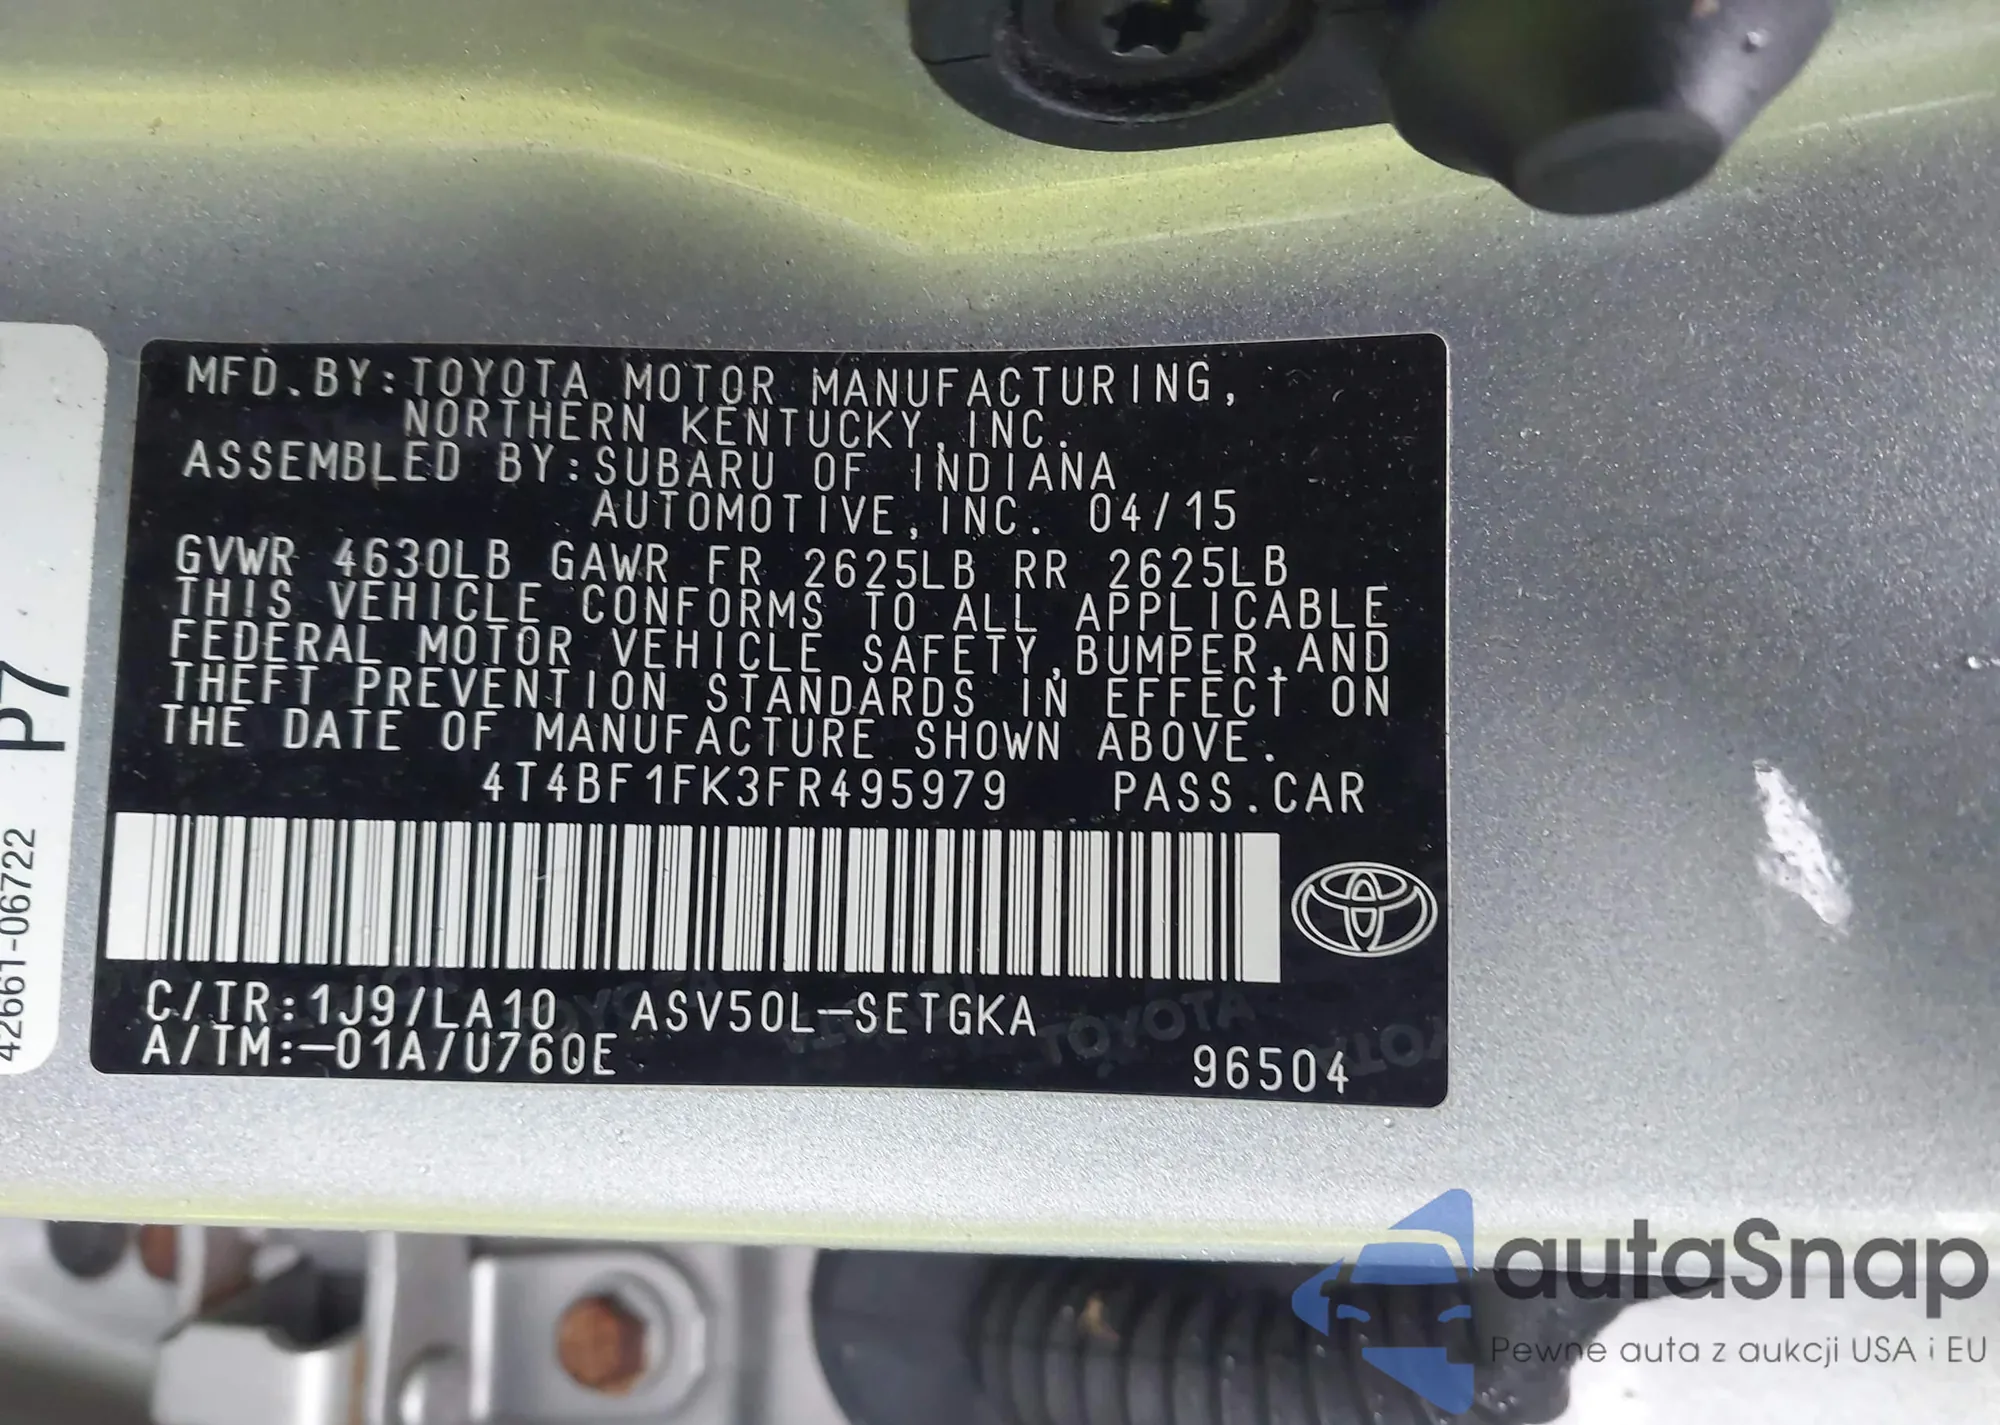 MFD.BY:TOYOTA MOTOR MANUFACTURING,
NORTHERN KENTUCKY,INC.
ASSEMBLED BY:SUBARU OF INDIANA
AUTOMOTIVE,INC. 04/15
GVWR 4630LB GAWR FR 2625LB RR 2625LB
THIS VEHICLE CONFORMS TO ALL APPLICABLE
FEDERAL MOTOR VEHICLE SAFETY,BUMPER,AND
THEFT PREVENTION STANDARDS IN EFFECT ON
THE DATE OF MANUFACTURE SHOWN ABOVE.
4T4BF1FK3FR495979 PASS.CAR
C/TR:1J9/LA10 ASV50L-SETGKA
A/TM:-01A/U760E
96504
P7
42661-06722
TOYOTA
autaSnap
Pewne auta z aukcji USA i EU